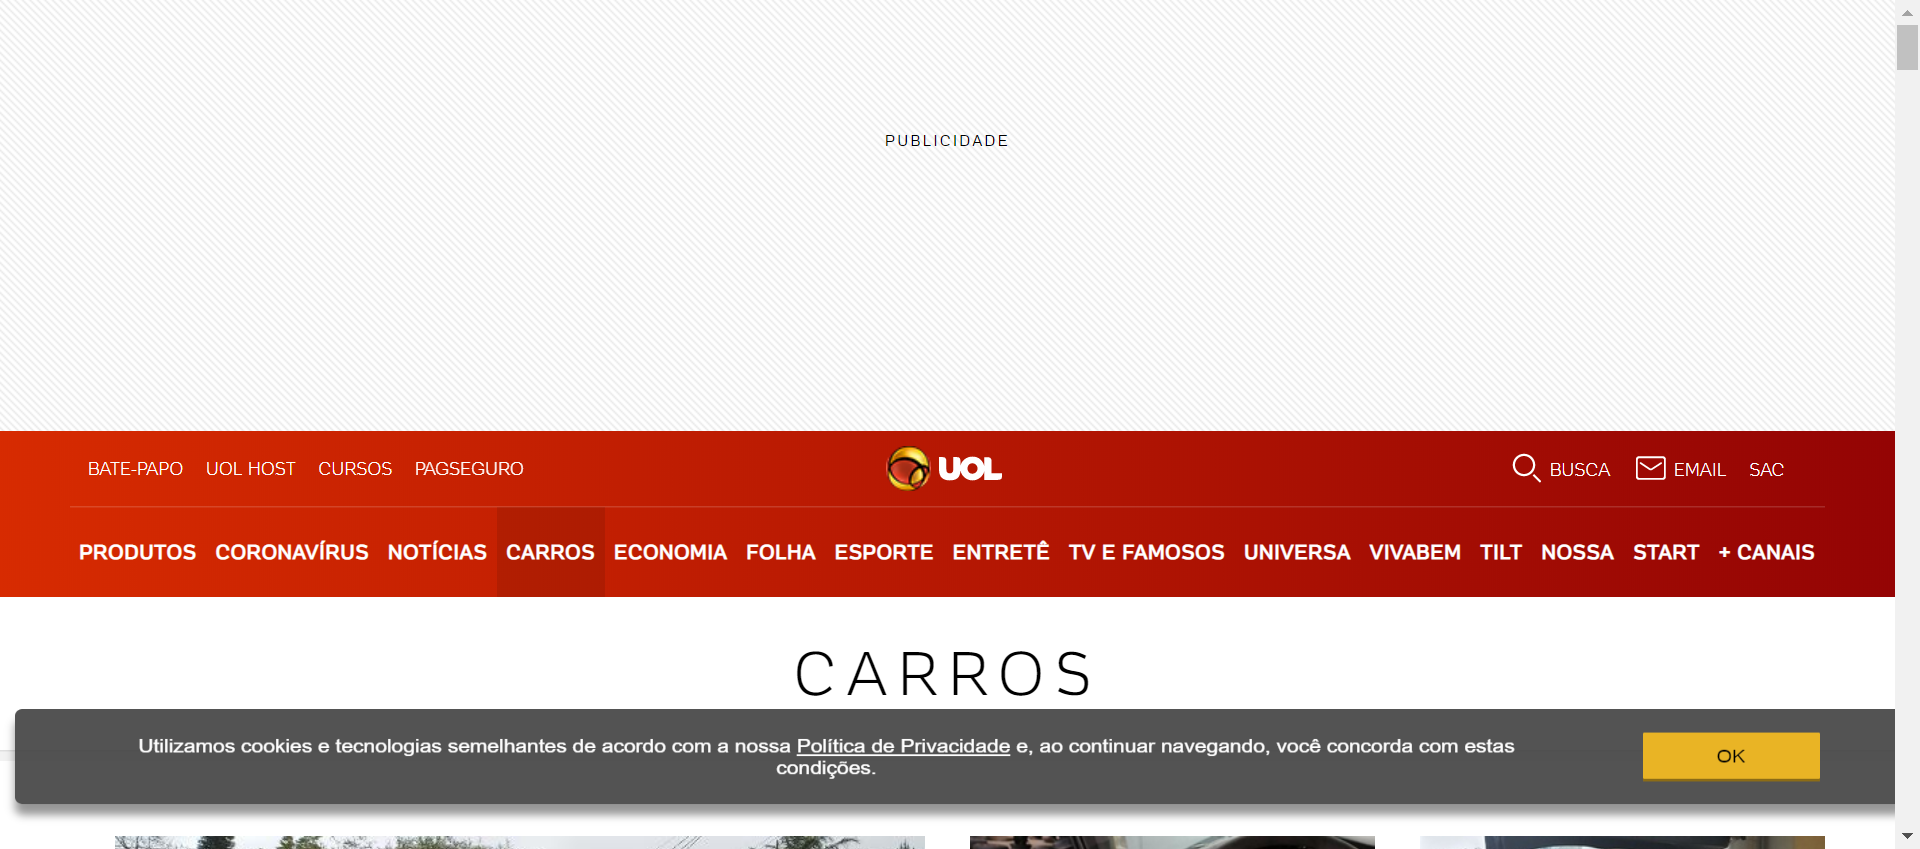 PUBLICIDADE
BATE-PAPO UOL HOST CURSOS PAGSEGURO UOL BUSCA EMAIL SAC
PRODUTOS CORONAVÍRUS NOTÍCIAS CARROS ECONOMIA FOLHA ESPORTE ENTRETÊ TV E FAMOSOS UNIVERSA VIVABEM TILT NOSSA START + CANAIS
CARROS
Utilizamos cookies e tecnologias semelhantes de acordo com a nossa Política de Privacidade e, ao continuar navegando, você concorda com estas
condições.
OK